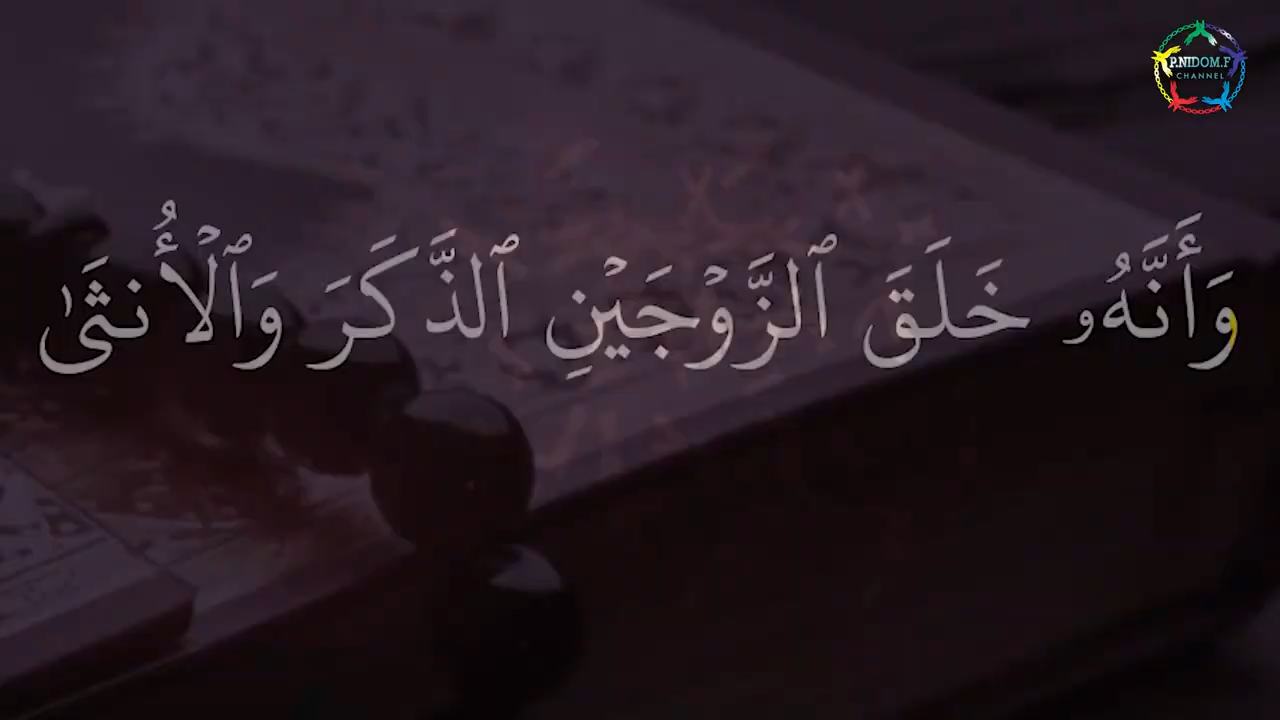 P.NIDOM.F
CHANNEL
وَأَنَّهُۥ خَلَقَ ٱلزَّوۡجَيۡنِ ٱلذَّكَرَ وَٱلۡأُنثَىٰ